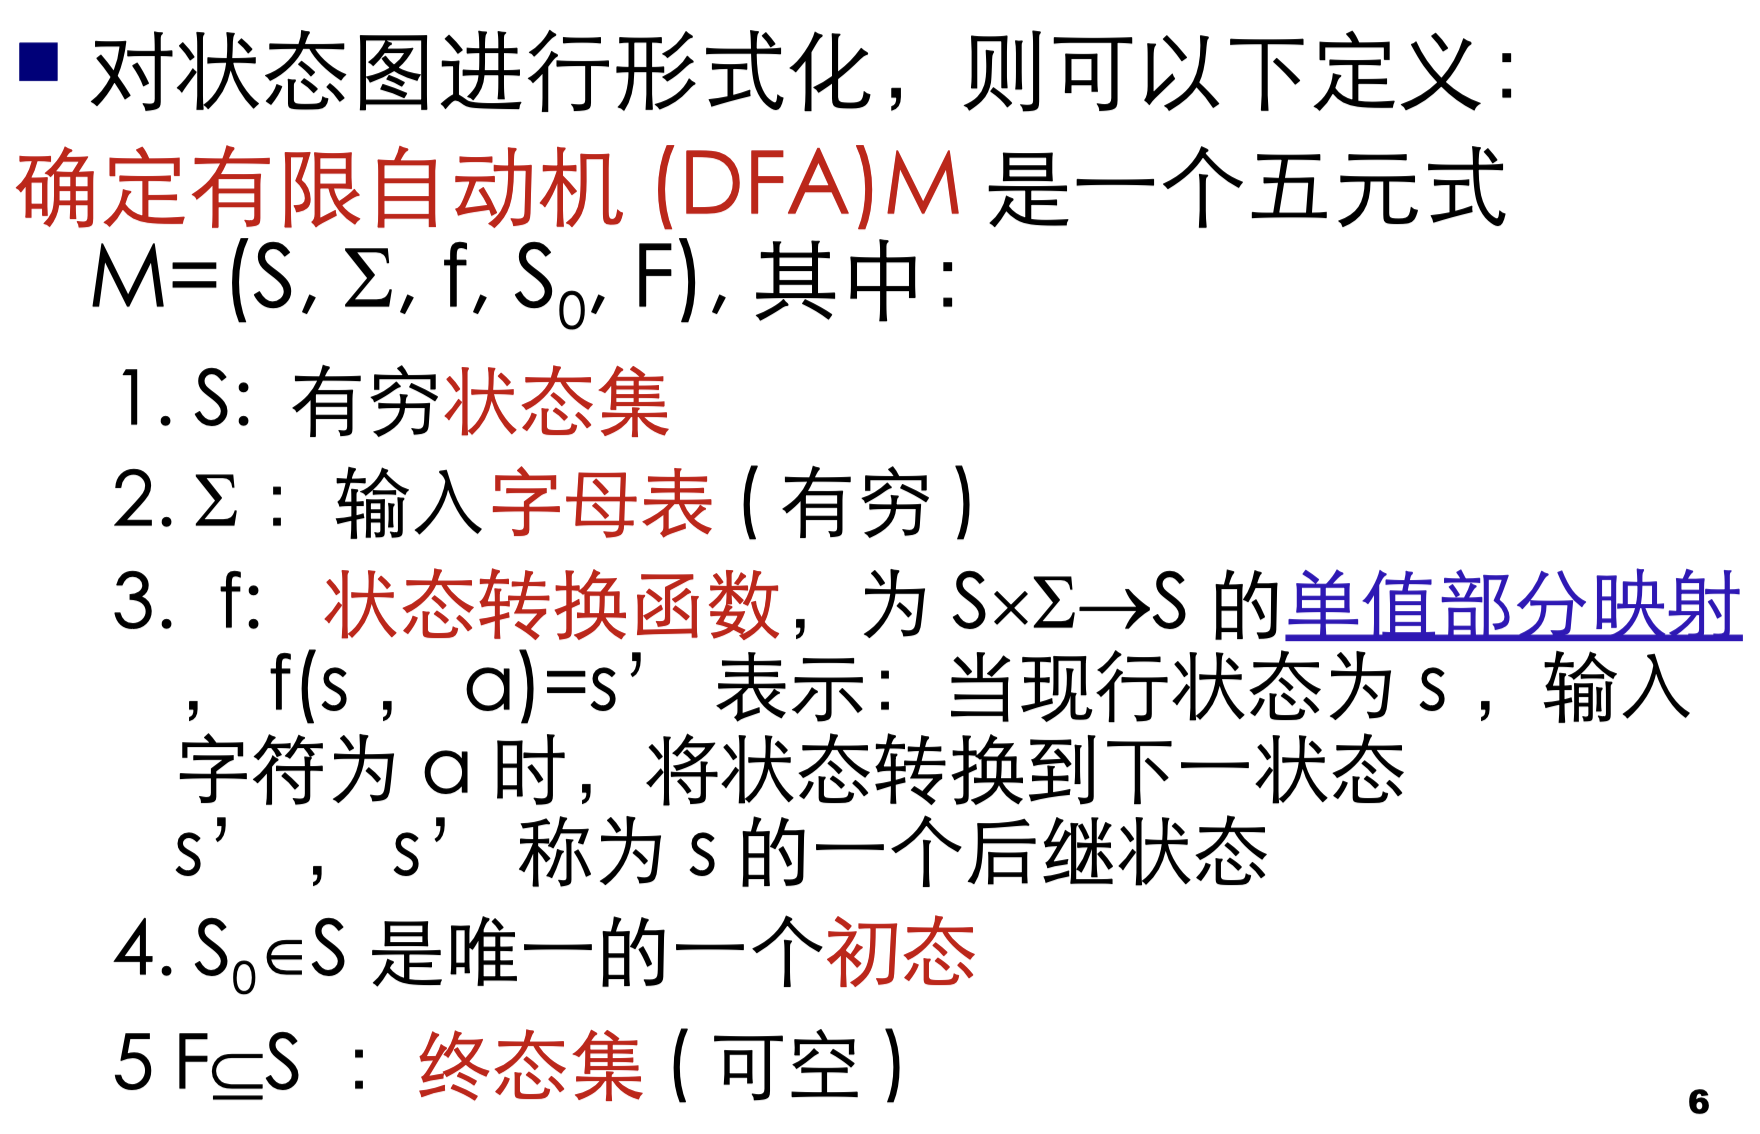 ■ 对状态图进行形式化，则可以下定义：
确定有限自动机 (DFA)M 是一个五元式
M=(S, Σ, f, S₀, F) , 其中：
1. S: 有穷状态集
2. Σ ：输入字母表 ( 有穷 )
3. f: 状态转换函数，为 S×Σ→S 的单值部分映射
， f(s ， a)=s’ 表示：当现行状态为 s ，输入
字符为 a 时，将状态转换到下一状态
s’ ， s’ 称为 s 的一个后继状态
4. S₀∈S 是唯一的一个初态
5 F⊆S ：终态集 ( 可空 )
6